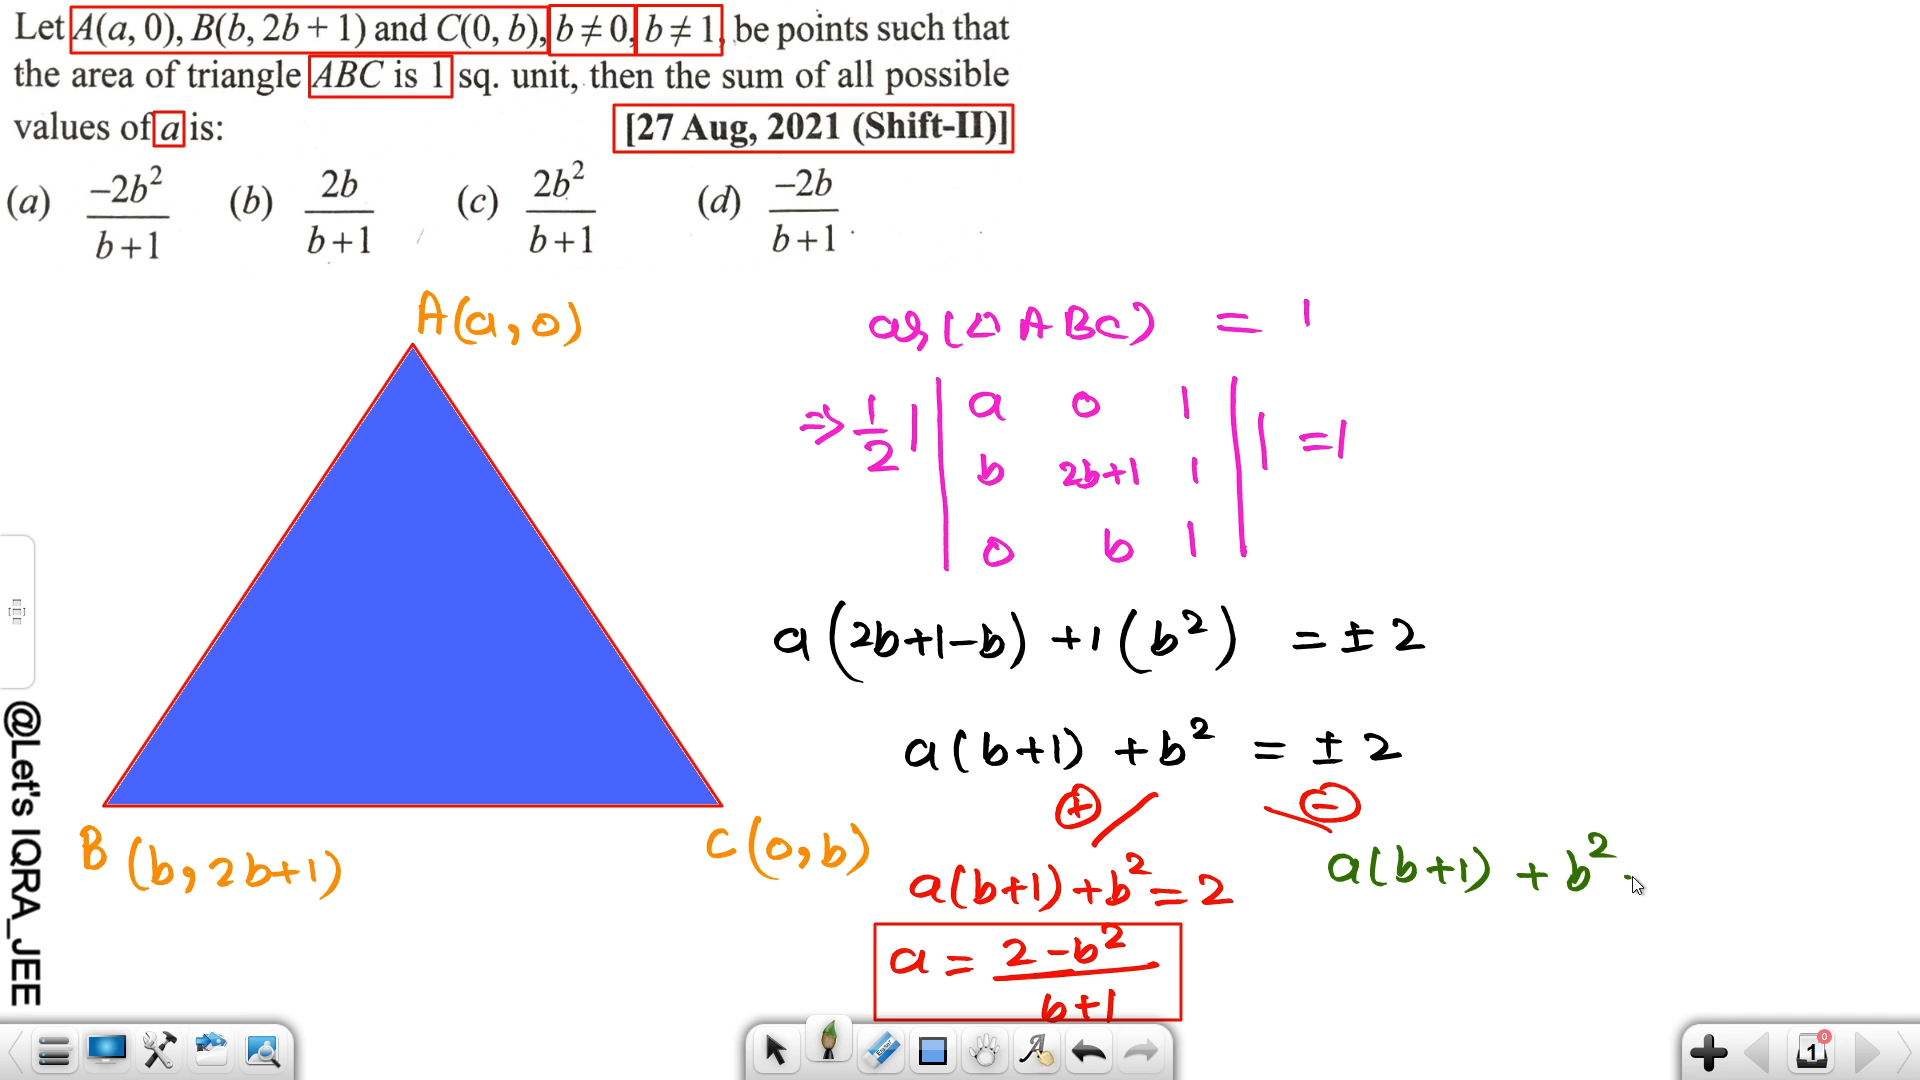 Let A(a, 0), B(b, 2b + 1) and C(0, b), b ≠ 0, b ≠ 1, be points such that
the area of triangle ABC is 1 sq. unit, then the sum of all possible
values of a is: [27 Aug, 2021 (Shift-II)]
(a) −2b²/b+1 (b) 2b/b+1 (c) 2b²/b+1 (d) −2b/b+1
A(a, 0)
B (b, 2b+1)
C(0, b)
ar(△ABC) = 1
⇒ 1/2 | | a 0 1 | | = 1
b 2b+1 1
0 b 1
a(2b+1−b) +1(b²) = ± 2
a(b+1) + b² = ± 2
+ −
a(b+1) + b² = 2
a = 2−b²/b+1
a(b+1) + b²
@Let's IQRA_JEE
Eraser
A
1
0